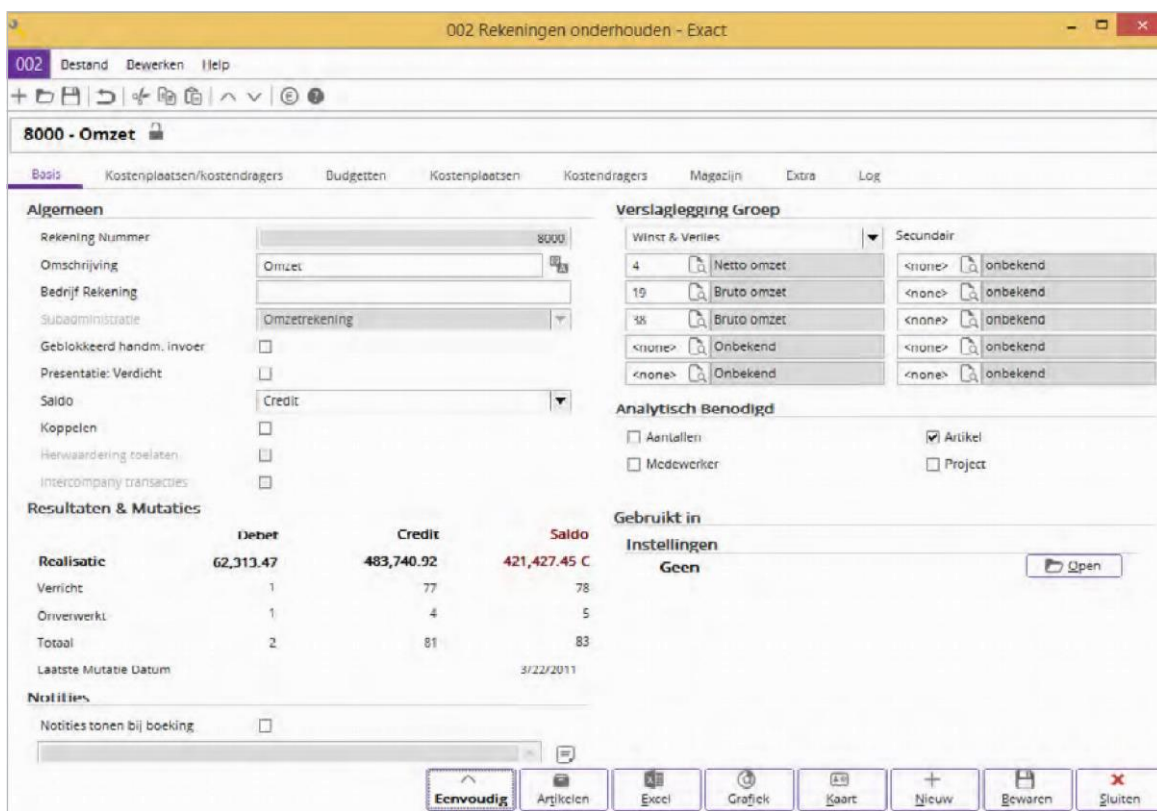 002 Rekeningen onderhouden - Exact
002 Bestand Bewerken Help
8000 - Omzet
Basis Kostenplaatsen/kostendragers Budgetten Kostenplaatsen Kostendragers Magazijn Extra Log
Algemeen
Rekening Nummer 8000
Omschrijving Omzet
Bedrijf Rekening
Subadministratie Omzetrekening
Geblokkeerd handm. invoer
Presentatie: Verdicht
Saldo Credit
Koppelen
Herwaardering toelaten
Intercompany transacties
Resultaten & Mutaties
Debet Credit Saldo
Realisatie 62,313.47 483,740.92 421,427.45 C
Verricht 1 77 78
Onverwerkt 1 4 5
Totaal 2 81 83
Laatste Mutatie Datum 3/22/2011
Notities
Notities tonen bij boeking
Verslaglegging Groep
Winst & Verlies Secundair
4 Netto omzet <none> onbekend
19 Bruto omzet <none> onbekend
38 Bruto omzet <none> onbekend
<none> Onbekend <none> onbekend
<none> Onbekend <none> onbekend
Analytisch Benodigd
Aantallen Artikel
Medewerker Project
Gebruikt in
Instellingen
Geen Open
Eenvoudig Artikelen Excel Grafiek Kaart Nieuw Bewaren Sluiten